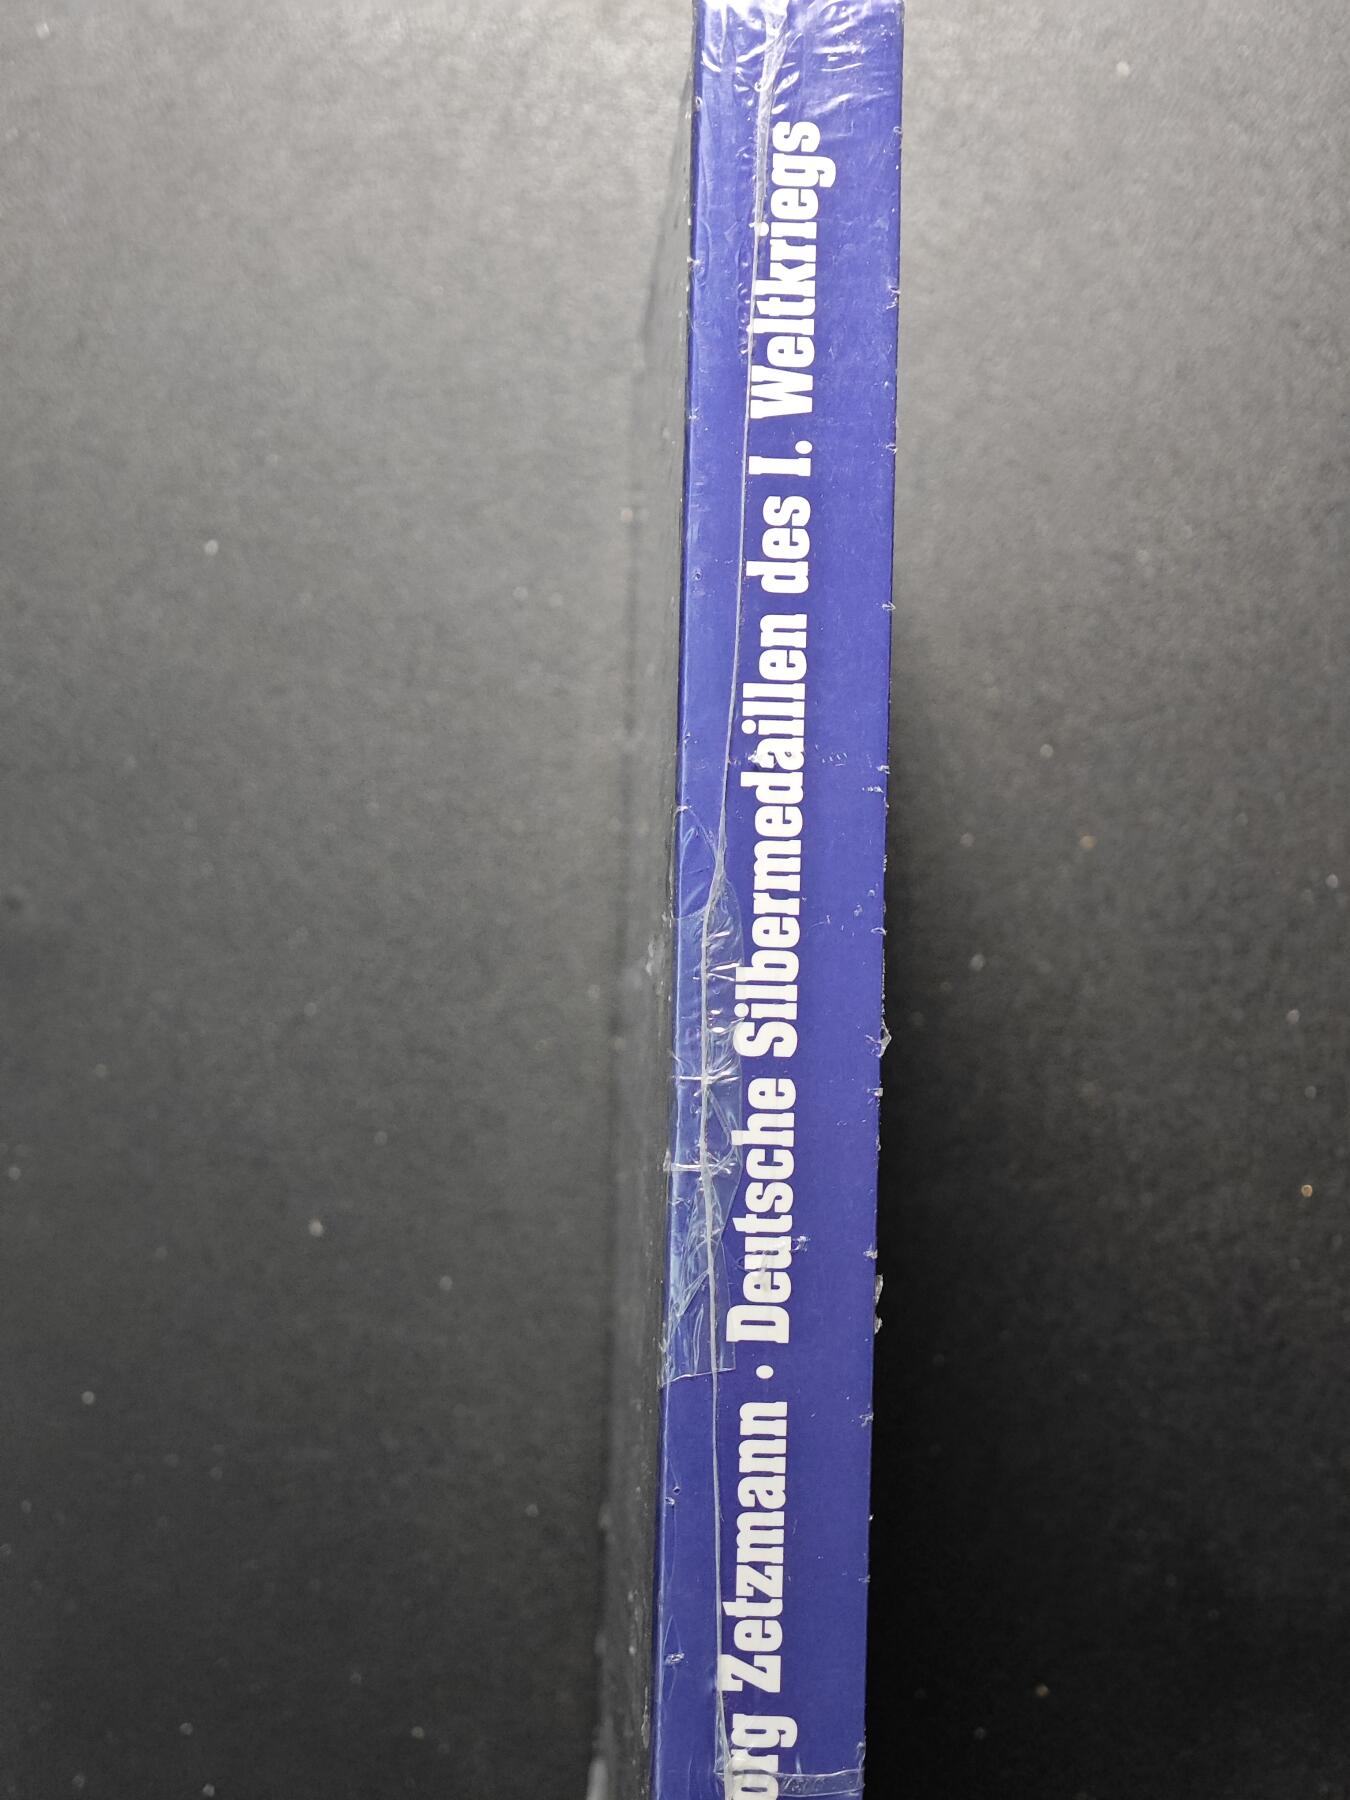 org Zetzmann · Deutsche Silbermedaillen des I. Weltkriegs